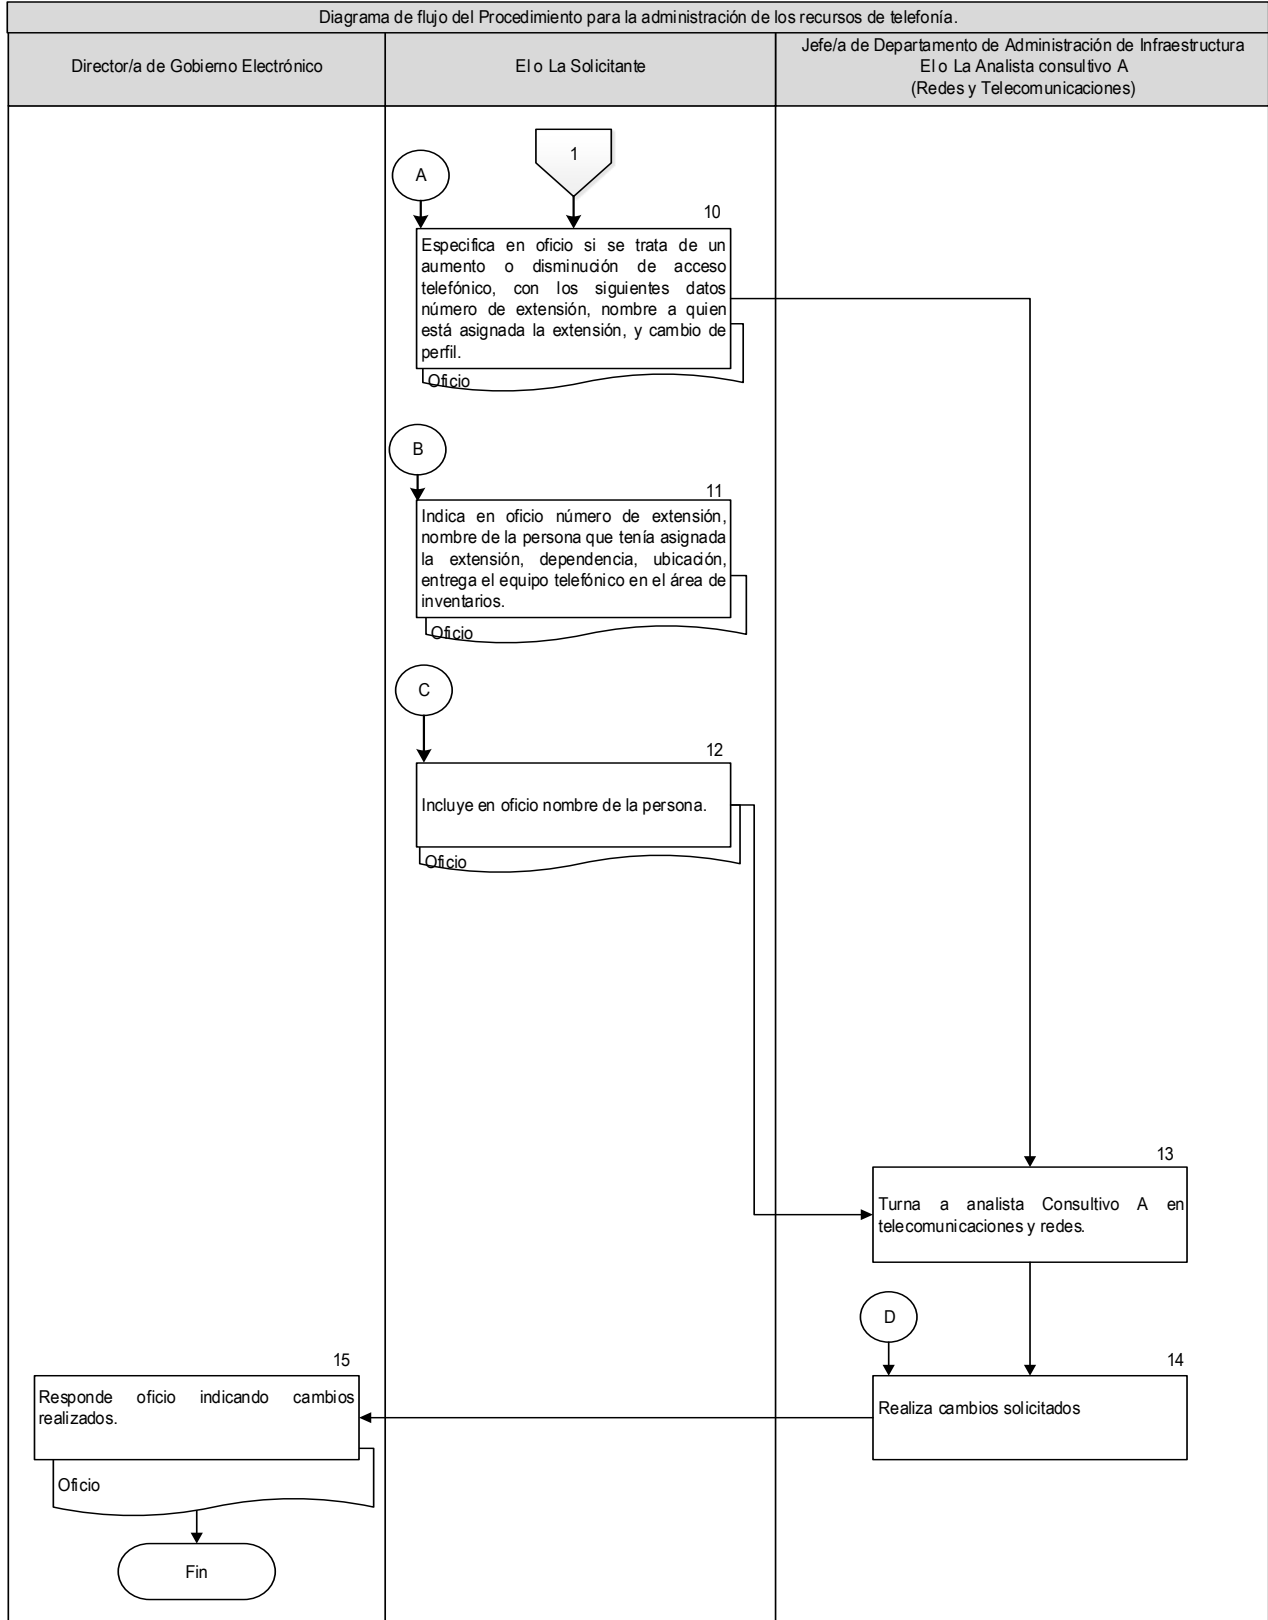 Diagrama de flujo del Procedimiento para la administración de los recursos de telefonía.
Director/a de Gobierno Electrónico
El o La Solicitante
Jefe/a de Departamento de Administración de Infraestructura
El o La Analista consultivo A
(Redes y Telecomunicaciones)
1
A
10
Especifica en oficio si se trata de un
aumento o disminución de acceso
telefónico, con los siguientes datos
número de extensión, nombre a quien
está asignada la extensión, y cambio de
perfil.
Oficio
B
11
Indica en oficio número de extensión,
nombre de la persona que tenía asignada
la extensión, dependencia, ubicación,
entrega el equipo telefónico en el área de
inventarios.
Oficio
C
12
Incluye en oficio nombre de la persona.
Oficio
13
Turna a analista Consultivo A en
telecomunicaciones y redes.
D
14
Realiza cambios solicitados
15
Responde oficio indicando cambios
realizados.
Oficio
Fin